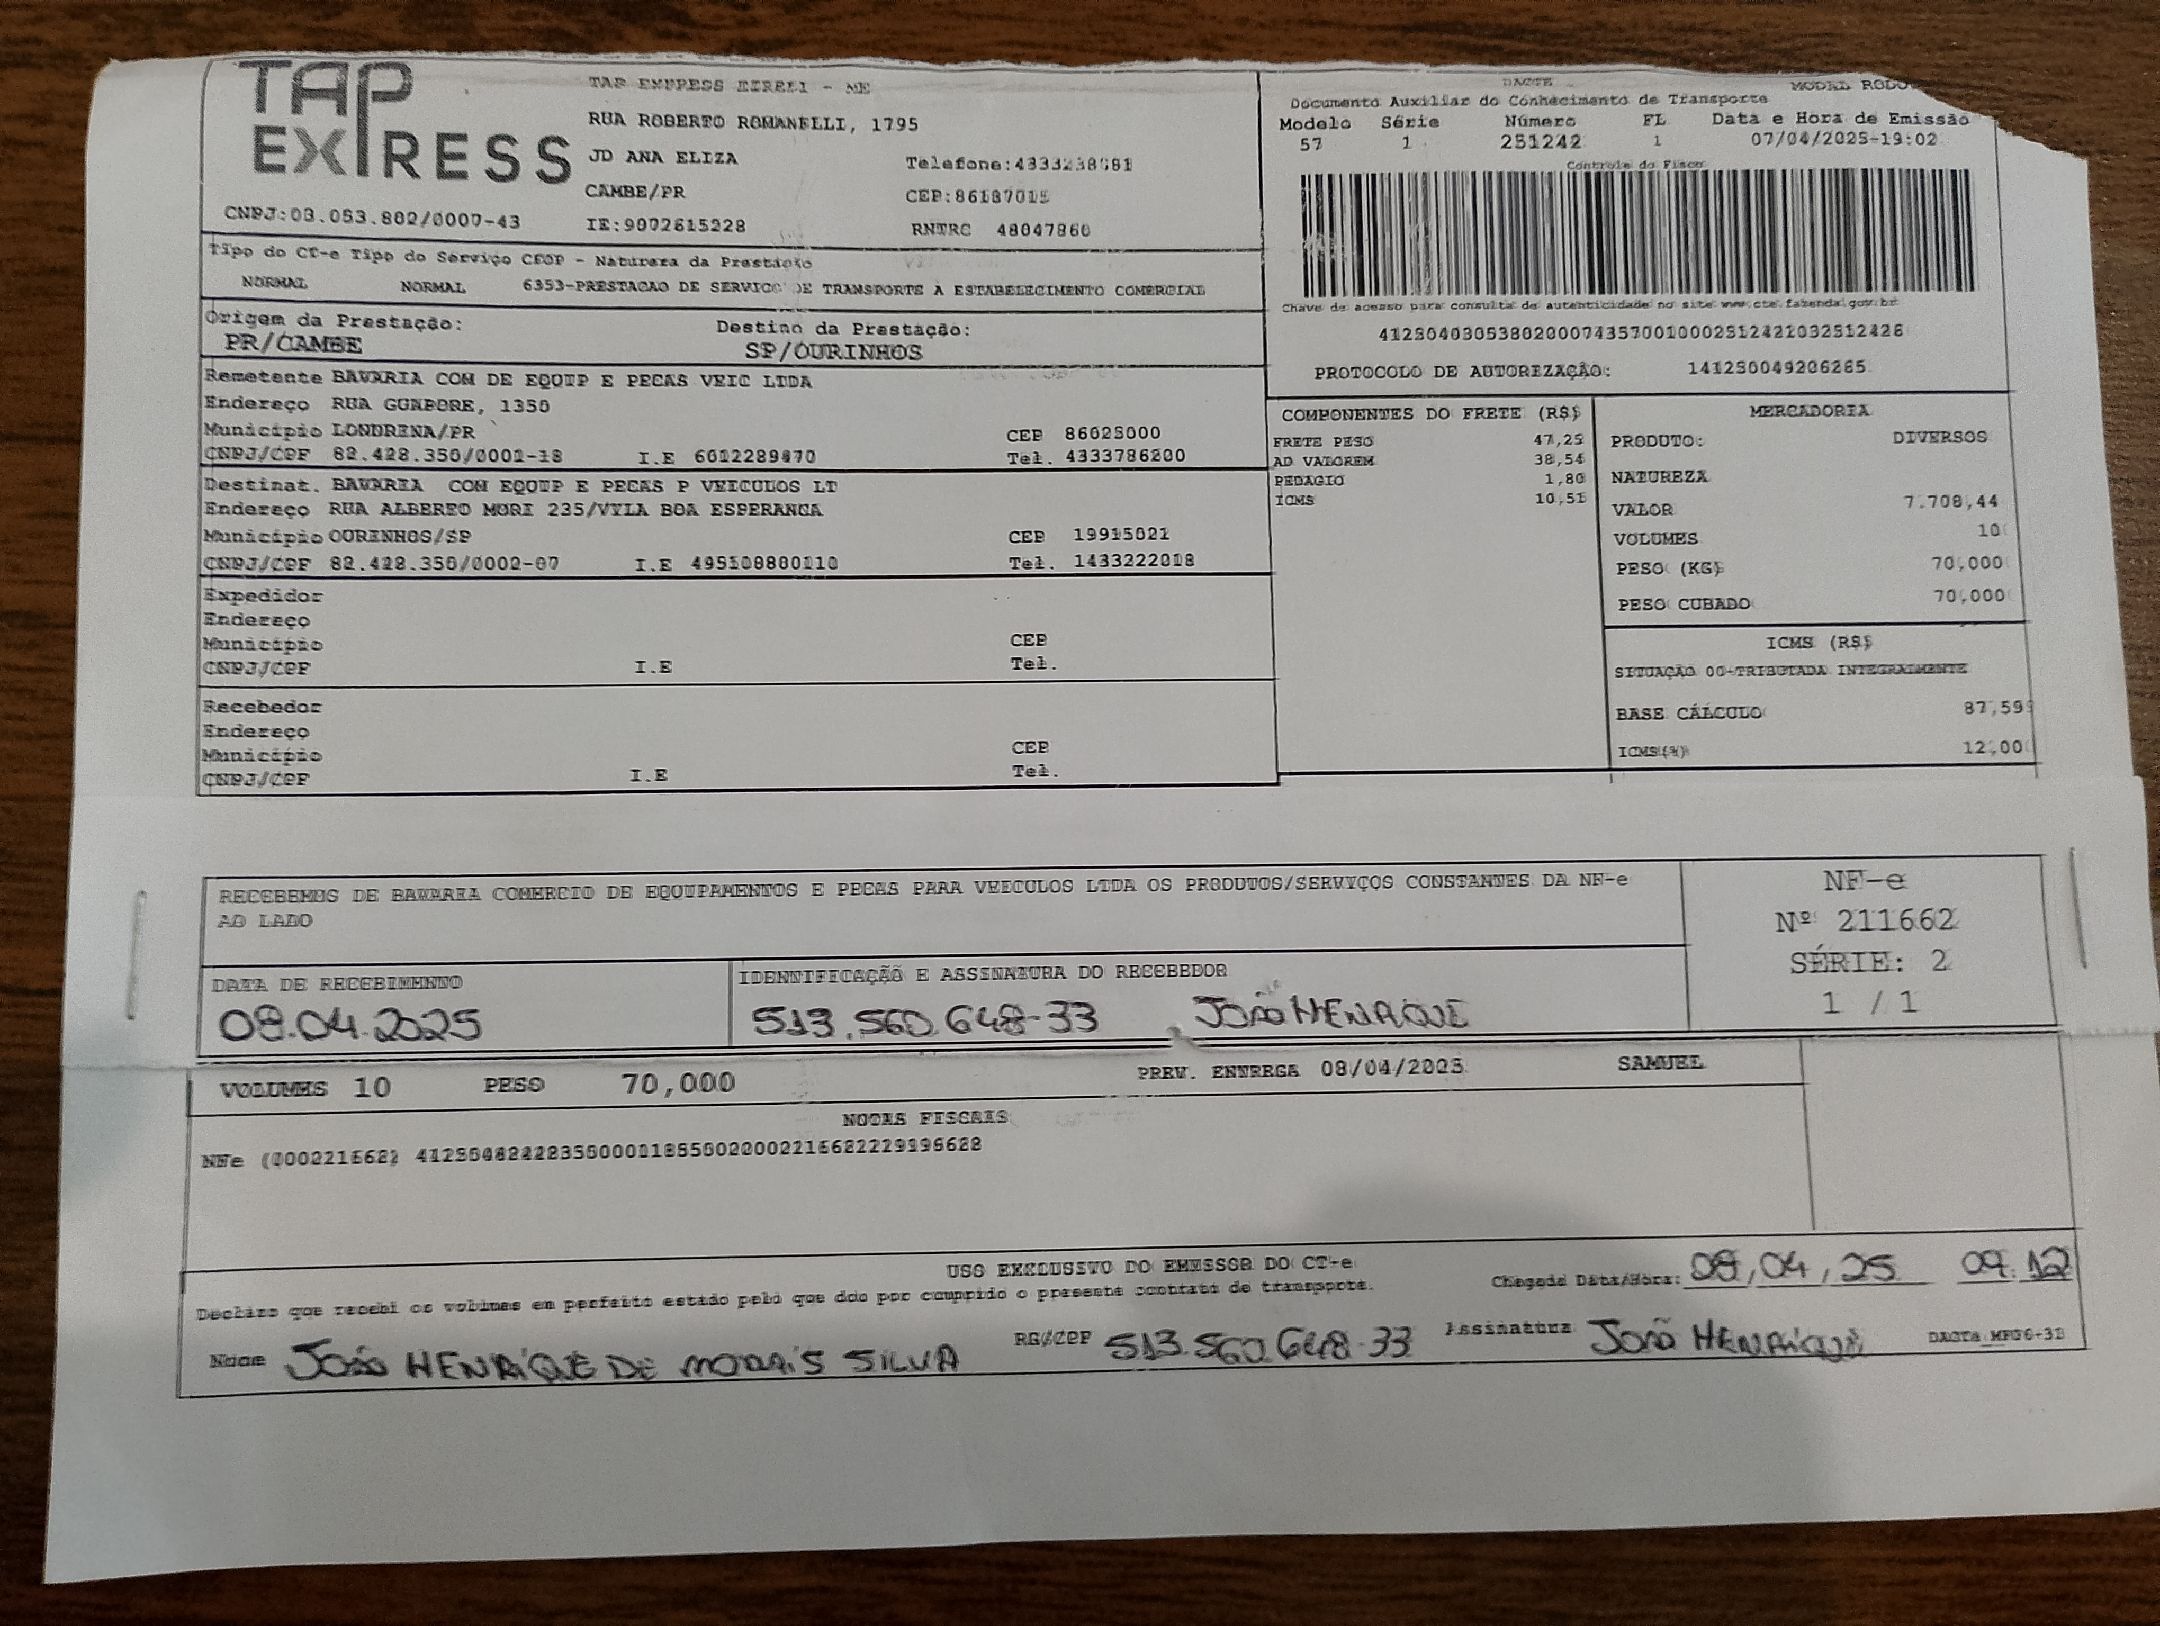 TAP EXPRESS
TAP EXPRESS EIRELI - ME
RUA ROBERTO ROMANELLI, 1795
JD ANA ELIZA Telefone:
CAMBE/PR CEP:86187015
CNPJ:03.053.802/0007-43 IE:9072615228 RNTRC 48047860
DACTE
Documento Auxiliar do Conhecimento de Transporte
Modelo Série Número FL Data e Hora de Emissão
57 1 251242 1 07/04/2025-19:02
Controle do Fisco
Chave de acesso para consulta de autenticidade no site www.cte.fazenda.gov.br
PROTOCOLO DE AUTORIZAÇÃO: 141250049206265
Tipo do CT-e Tipo do Serviço CFOP - Natureza da Prestação
NORMAL NORMAL 6353-PRESTACAO DE SERVICO DE TRANSPORTE A ESTABELECIMENTO COMERCIAL
Origem da Prestação: Destino da Prestação:
PR/CAMBE SP/OURINHOS
Remetente BAVARIA COM DE EQUIP E PECAS VEIC LTDA
Endereço RUA GUAPORE, 1350
Município LONDRINA/PR CEP 86025000
CNPJ/CPF 82.428.350/0001-18 I.E 6012289470 Tel. 4333786200
Destinat. BAVARIA COM EQUIP E PECAS P VEICULOS LT
Endereço RUA ALBERTO MORI 235/VILA BOA ESPERANCA
Município OURINHOS/SP CEP 19915021
CNPJ/CPF 82.428.350/0002-07 I.E 495108880110 Tel. 1433222018
Expedidor
Endereço
Município CEP
CNPJ/CPF I.E Tel.
Recebedor
Endereço
Município CEP
CNPJ/CPF I.E Tel.
COMPONENTES DO FRETE (R$)
FRETE PESO 47,25
AD VALOREM 38,54
PEDAGIO 1,80
ICMS 10,51
MERCADORIA
PRODUTO: DIVERSOS
NATUREZA
VALOR 7.708,44
VOLUMES 10
PESO (KG) 70,000
PESO CUBADO 70,000
ICMS (R$)
SITUAÇÃO 00-TRIBUTADA INTEGRALMENTE
BASE CÁLCULO 87,59
ICMS(%) 12,00
RECEBEMOS DE BAVARIA COMERCIO DE EQUIPAMENTOS E PECAS PARA VEICULOS LTDA OS PRODUTOS/SERVIÇOS CONSTANTES DA NF-e
AO LADO
NF-e
Nº 211662
SÉRIE: 2
1 / 1
DATA DE RECEBIMENTO IDENTIFICAÇÃO E ASSINATURA DO RECEBEDOR
08.04.2025 513.560.648-33 JOÃO HENRIQUE
VOLUMES 10 PESO 70,000 PREV. ENTREGA 08/04/2025 SAMUEL
NOTAS FISCAIS
NFe
USO EXCLUSIVO DO EMISSOR DO CT-e
Declaro que recebi os volumes em perfeito estado pelo que dou por cumprido o presente contrato de transporte.
Chegada Data/Hora: 08,04,25 09:12
Nome JOÃO HENRIQUE DE MORAIS SILVA RG/CPF 513.560.648-33 Assinatura JOÃO HENRIQUE